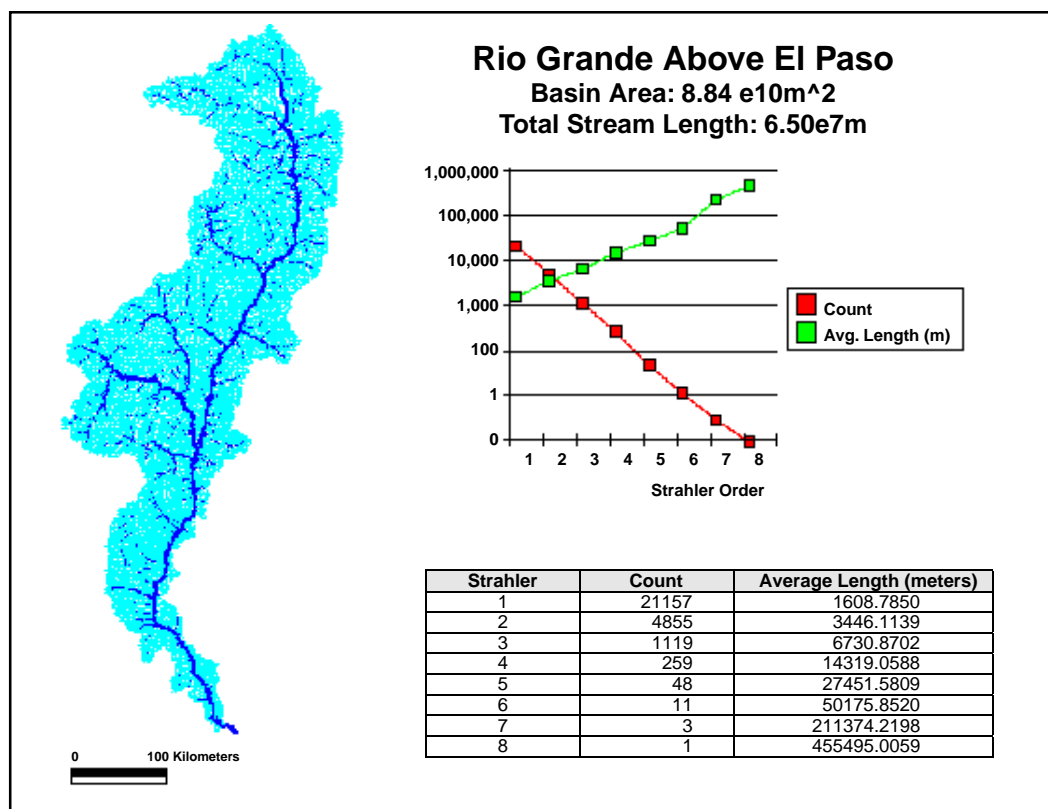 Rio Grande Above El Paso
Basin Area: 8.84 e10m^2
Total Stream Length: 6.50e7m
1,000,000
100,000
10,000
1,000
100
1
0
1 2 3 4 5 6 7 8
Strahler Order
Count
Avg. Length (m)
Strahler Count Average Length (meters)
1 21157 1608.7850
2 4855 3446.1139
3 1119 6730.8702
4 259 14319.0588
5 48 27451.5809
6 11 50175.8520
7 3 211374.2198
8 1 455495.0059
0 100 Kilometers